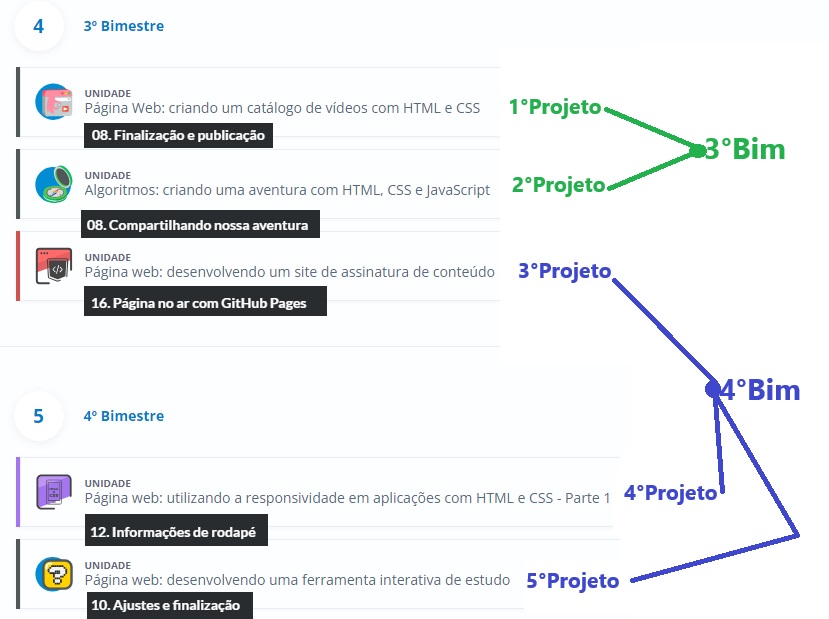 4 3º Bimestre
UNIDADE
Página Web: criando um catálogo de vídeos com HTML e CSS
08. Finalização e publicação
1°Projeto
3°Bim
UNIDADE
Algoritmos: criando uma aventura com HTML, CSS e JavaScript
08. Compartilhando nossa aventura
2°Projeto
UNIDADE
Página web: desenvolvendo um site de assinatura de conteúdo
16. Página no ar com GitHub Pages
3°Projeto
4°Bim
5 4º Bimestre
UNIDADE
Página web: utilizando a responsividade em aplicações com HTML e CSS - Parte 1
12. Informações de rodapé
4°Projeto
UNIDADE
Página web: desenvolvendo uma ferramenta interativa de estudo
10. Ajustes e finalização
5°Projeto